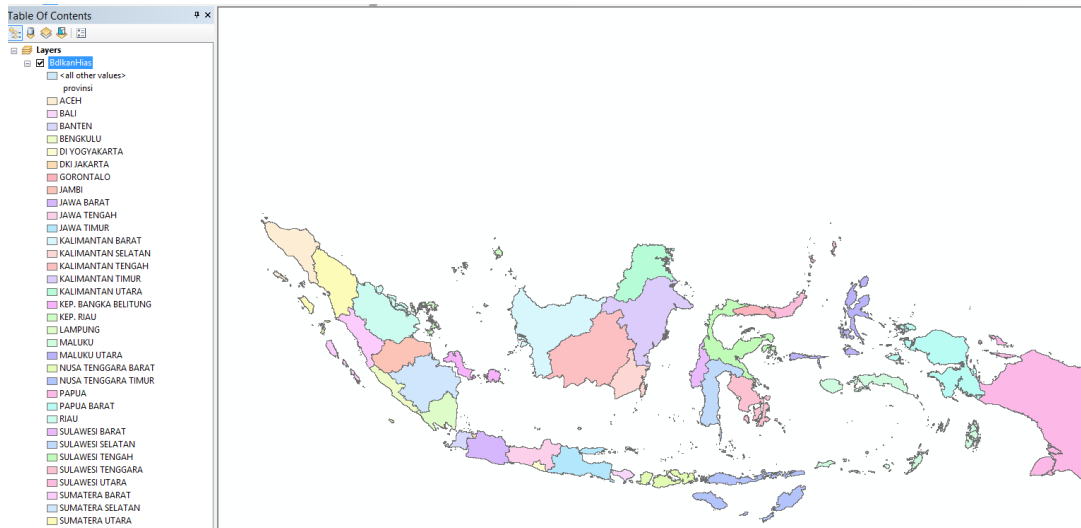 Table Of Contents
Layers
BdIkanHias
<all other values>
provinsi
ACEH
BALI
BANTEN
BENGKULU
DI YOGYAKARTA
DKI JAKARTA
GORONTALO
JAMBI
JAWA BARAT
JAWA TENGAH
JAWA TIMUR
KALIMANTAN BARAT
KALIMANTAN SELATAN
KALIMANTAN TENGAH
KALIMANTAN TIMUR
KALIMANTAN UTARA
KEP. BANGKA BELITUNG
KEP. RIAU
LAMPUNG
MALUKU
MALUKU UTARA
NUSA TENGGARA BARAT
NUSA TENGGARA TIMUR
PAPUA
PAPUA BARAT
RIAU
SULAWESI BARAT
SULAWESI SELATAN
SULAWESI TENGAH
SULAWESI TENGGARA
SULAWESI UTARA
SUMATERA BARAT
SUMATERA SELATAN
SUMATERA UTARA